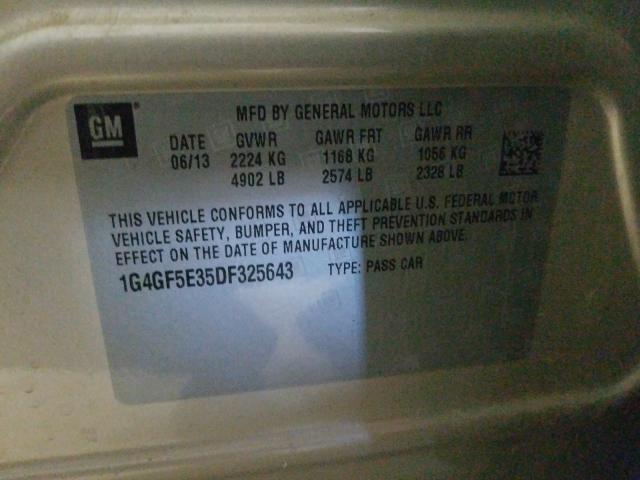 GM
MFD BY GENERAL MOTORS LLC
DATE GVWR GAWR FRT GAWR RR
06/13 2224 KG 1168 KG 1056 KG
4902 LB 2574 LB 2328 LB
THIS VEHICLE CONFORMS TO ALL APPLICABLE U.S. FEDERAL MOTOR
VEHICLE SAFETY, BUMPER, AND THEFT PREVENTION STANDARDS IN
EFFECT ON THE DATE OF MANUFACTURE SHOWN ABOVE.
1G4GF5E35DF325643 TYPE: PASS CAR